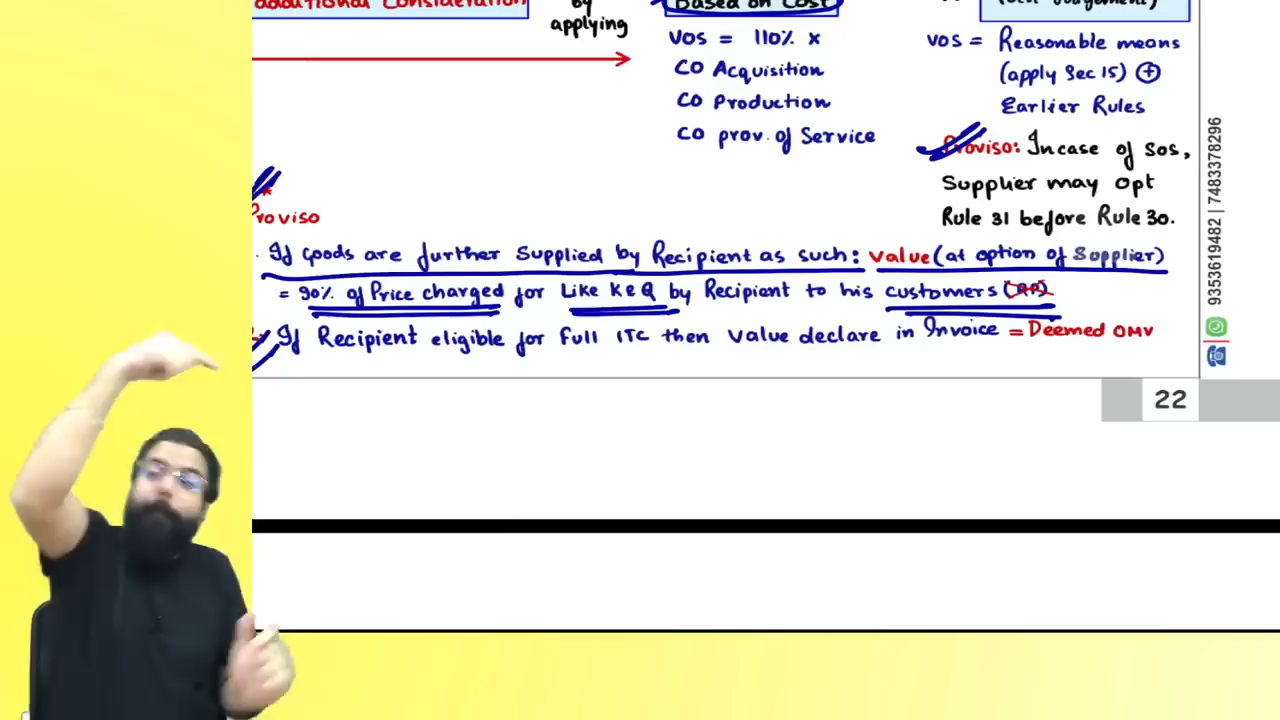 additional Consideration
by
applying
Based on Cost
VOS = 110% x
CO Acquisition
CO Production
CO prov. of Service
VOS = Reasonable means
(apply Sec 15) ⊕
Earlier Rules
Proviso: Incase of SOS,
Supplier may opt
Rule 31 before Rule 30.
*
Proviso
If Goods are further Supplied by Recipient as such: value (at option of Supplier)
= 90% of Price charged for Like K&Q by Recipient to his customers
If Recipient eligible for full ITC then value declare in Invoice = Deemed OMV
9353619482 | 7483378296
22